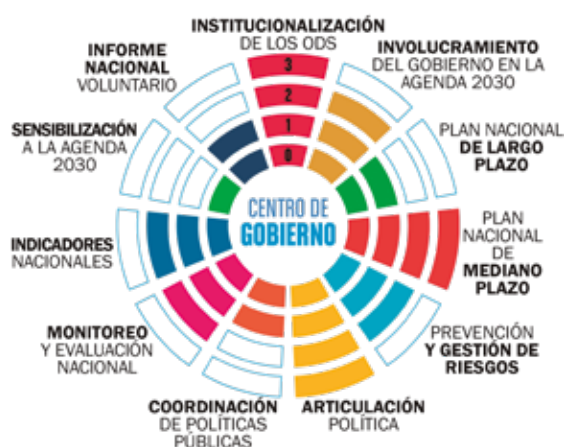 INSTITUCIONALIZACIÓN
DE LOS ODS
INVOLUCRAMIENTO
DEL GOBIERNO EN LA
AGENDA 2030
PLAN NACIONAL
DE LARGO
PLAZO
PLAN
NACIONAL
DE
MEDIANO
PLAZO
PREVENCIÓN
Y GESTIÓN DE
RIESGOS
ARTICULACIÓN
POLÍTICA
COORDINACIÓN
DE POLÍTICAS
PÚBLICAS
MONITOREO
Y EVALUACIÓN
NACIONAL
INDICADORES
NACIONALES
SENSIBILIZACIÓN
A LA AGENDA
2030
INFORME
NACIONAL
VOLUNTARIO
3
2
1
0
CENTRO DE
GOBIERNO